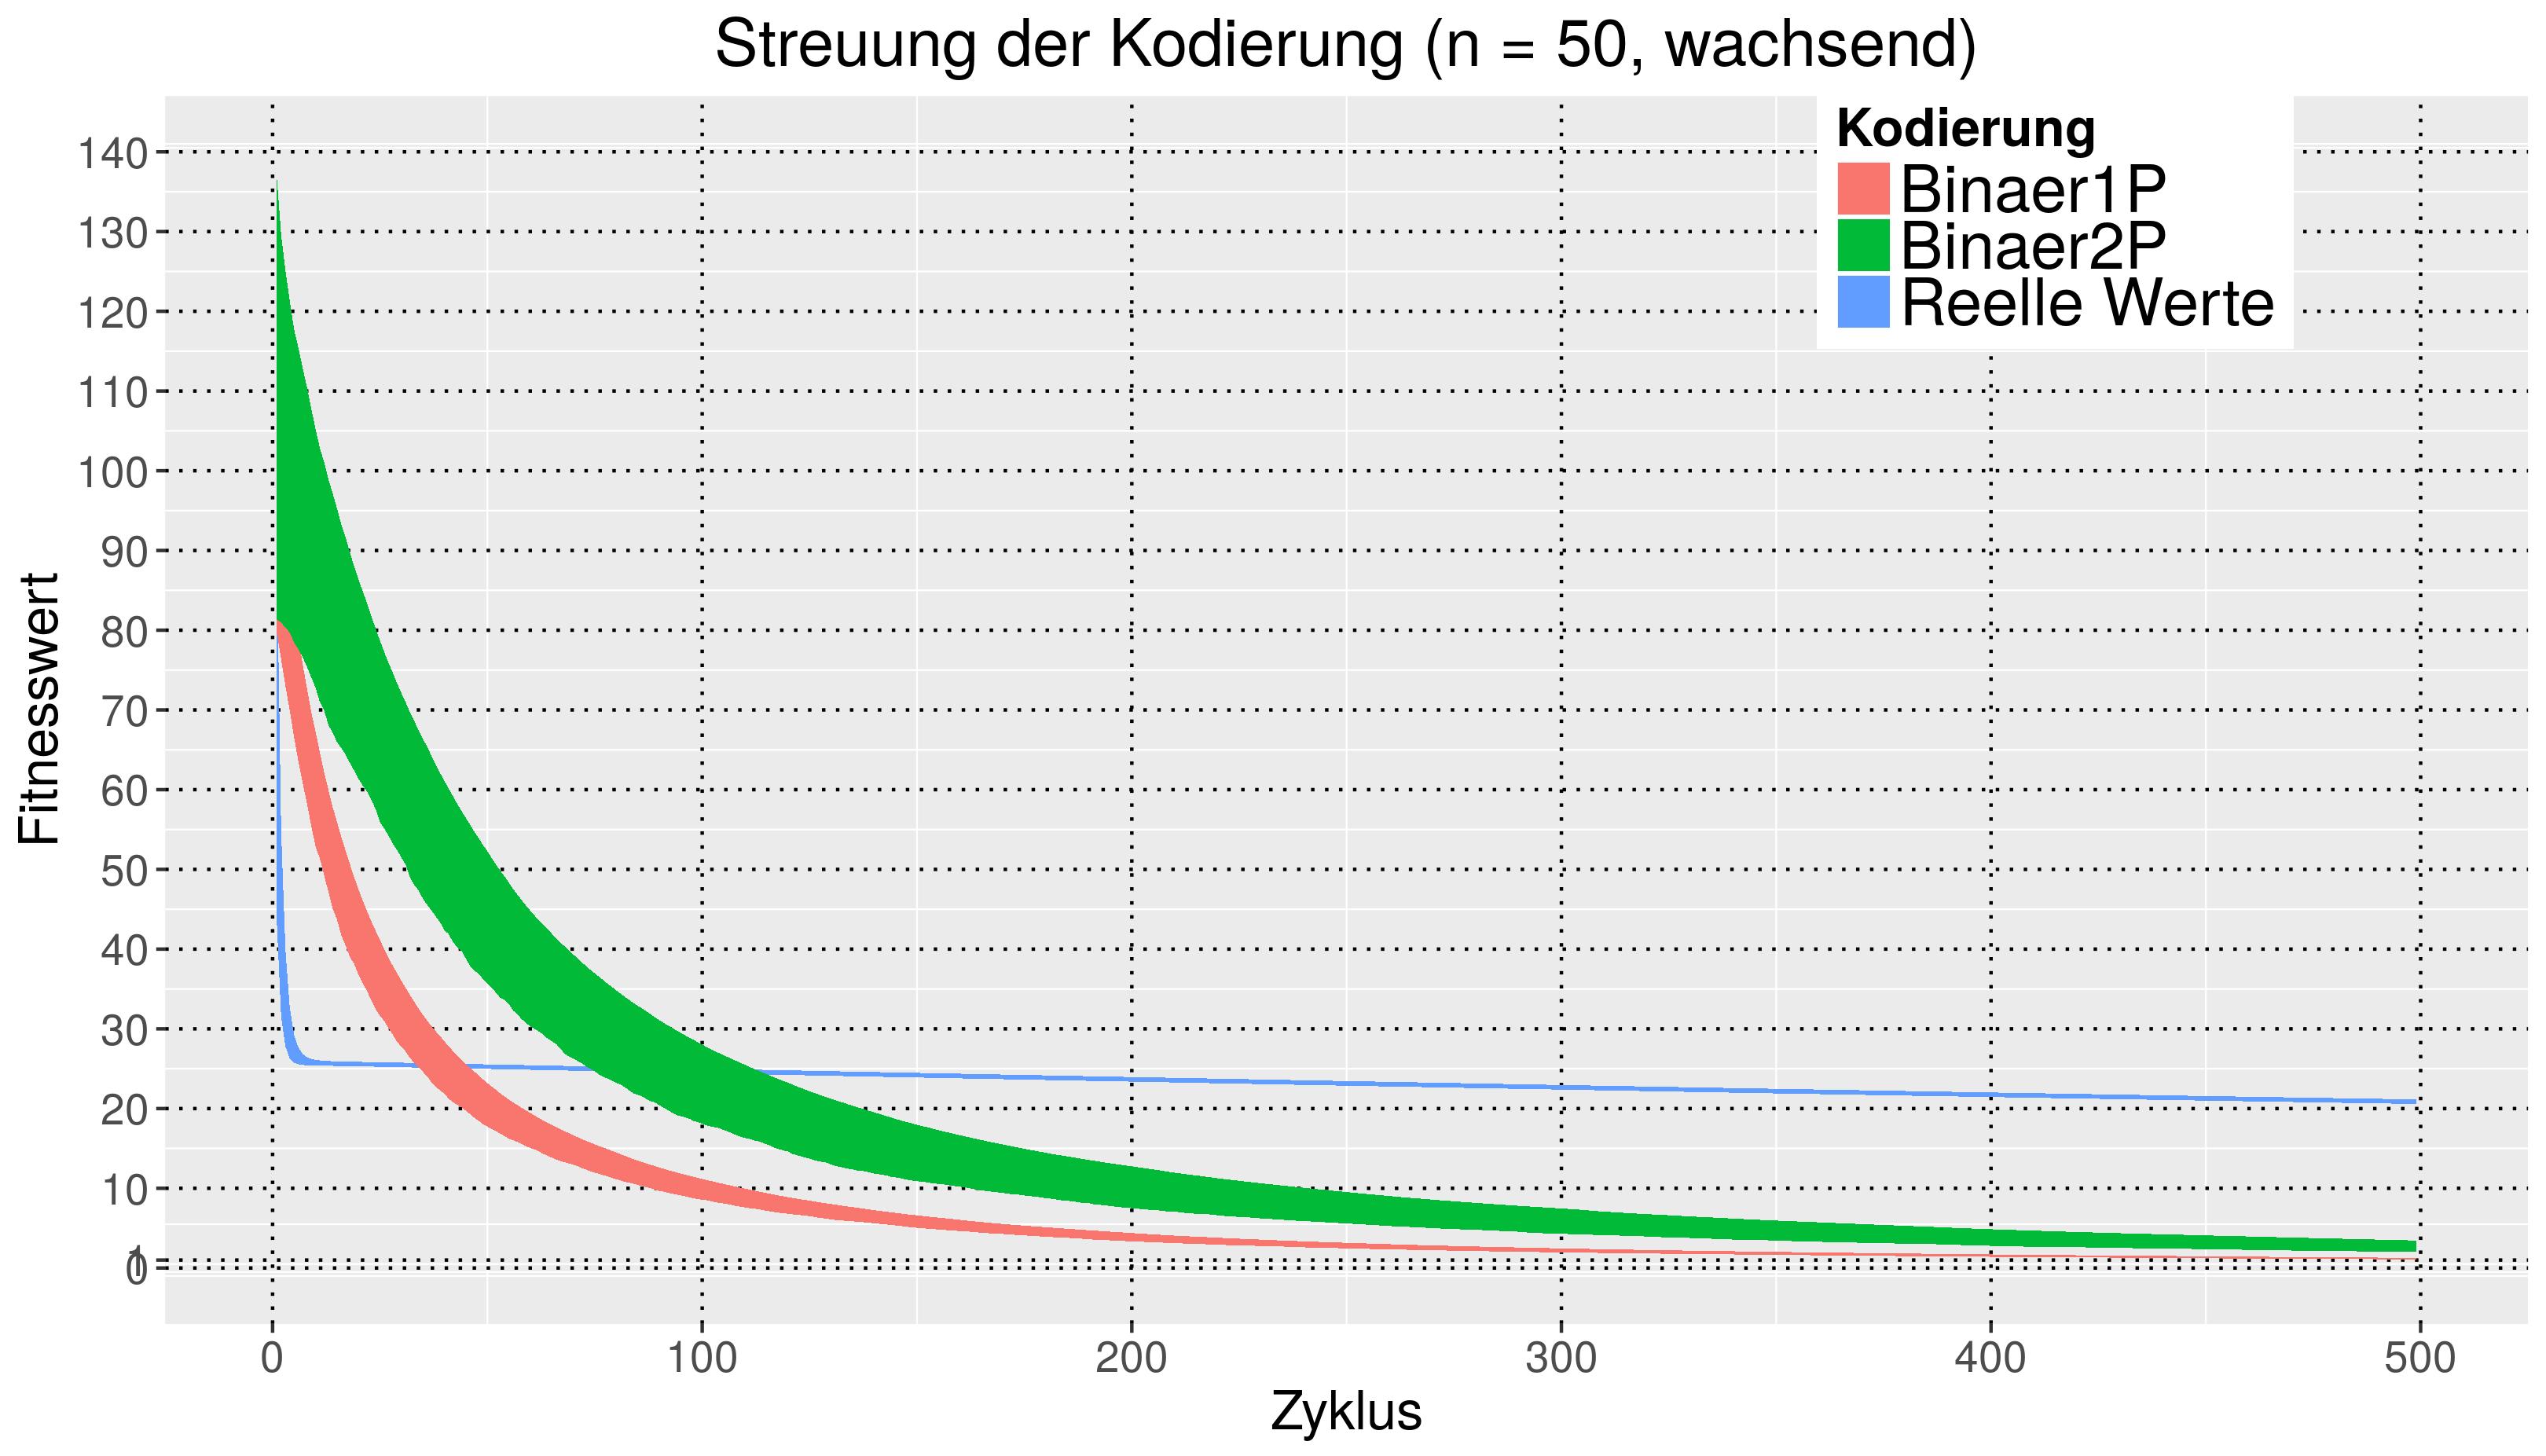 Streuung der Kodierung (n = 50, wachsend)
Kodierung
Binaer1P
Binaer2P
Reelle Werte
Fitnesswert
140
130
120
110
100
90
80
70
60
50
40
30
20
10
1
0
0 100 200 300 400 500
Zyklus